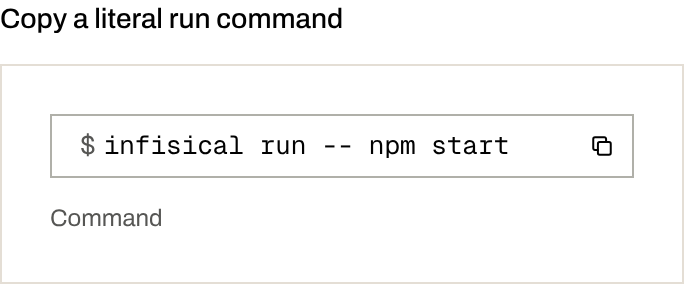 Copy a literal run command
$ infisical run -- npm start
Command